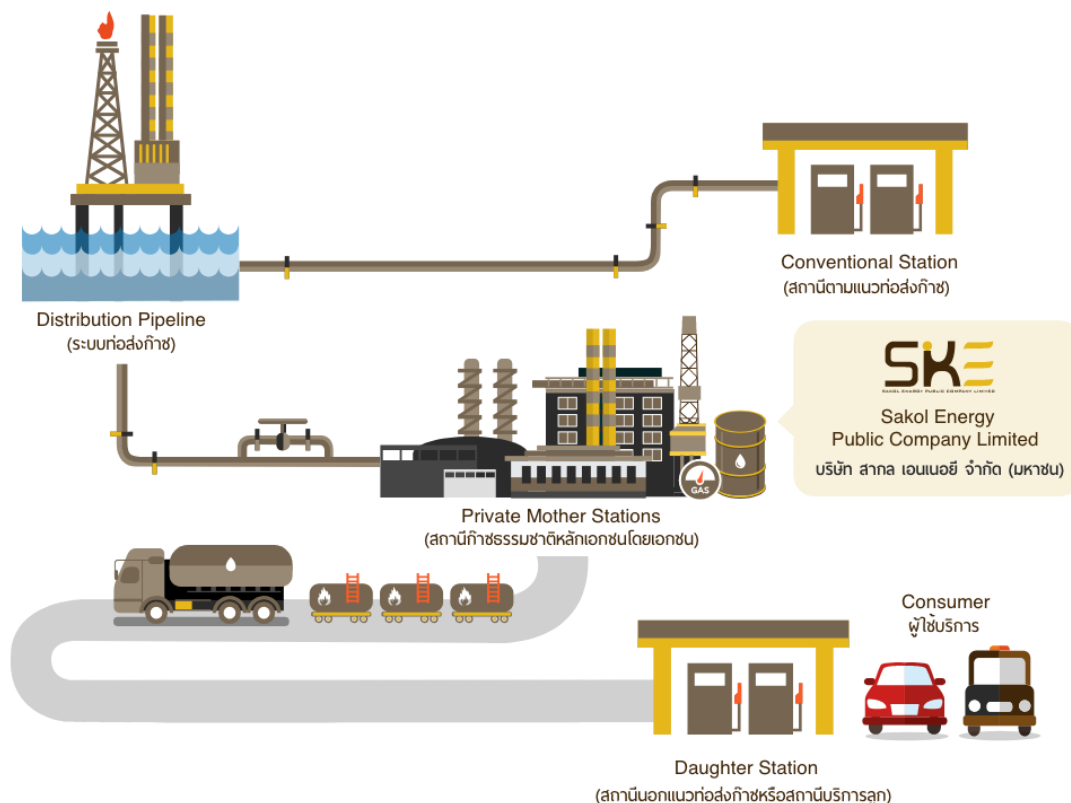 Conventional Station
(สถานีตามแนวท่อส่งก๊าซ)
Distribution Pipeline
(ระบบท่อส่งก๊าซ)
SKE
SAKOL ENERGY PUBLIC COMPANY LIMITED
Sakol Energy
Public Company Limited
บริษัท สากล เอนเนอยี จำกัด (มหาชน)
GAS
Private Mother Stations
(สถานีก๊าซธรรมชาติหลักเอกชนโดยเอกชน)
Consumer
ผู้ใช้บริการ
Daughter Station
(สถานีนอกแนวท่อส่งก๊าซหรือสถานีบริการลูก)